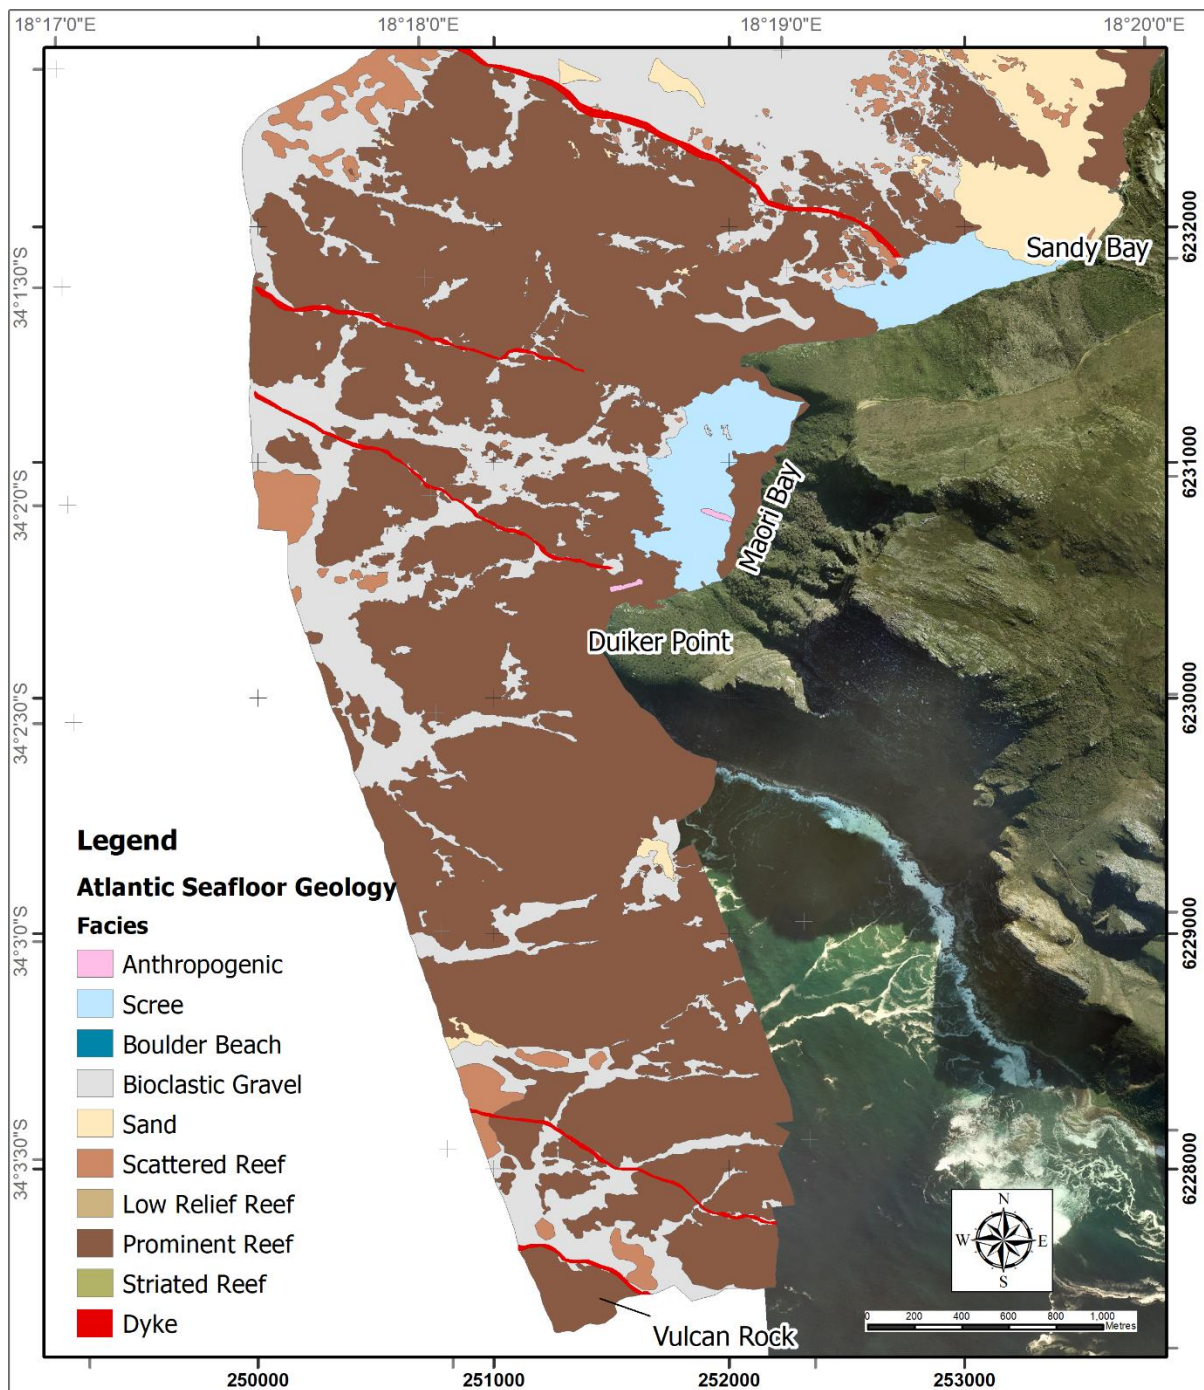 18°17'0"E 18°18'0"E 18°19'0"E 18°20'0"E
6232000
Sandy Bay
34°1'30"S
6231000
34°2'0"S
Maori Bay
Duiker Point
6230000
34°2'30"S
Legend
Atlantic Seafloor Geology
Facies
Anthropogenic
Scree
Boulder Beach
Bioclastic Gravel
Sand
Scattered Reef
Low Relief Reef
Prominent Reef
Striated Reef
Dyke
34°3'0"S
6229000
34°3'30"S
6228000
N
W E
S
0 200 400 600 800 1,000
Metres
Vulcan Rock
250000 251000 252000 253000